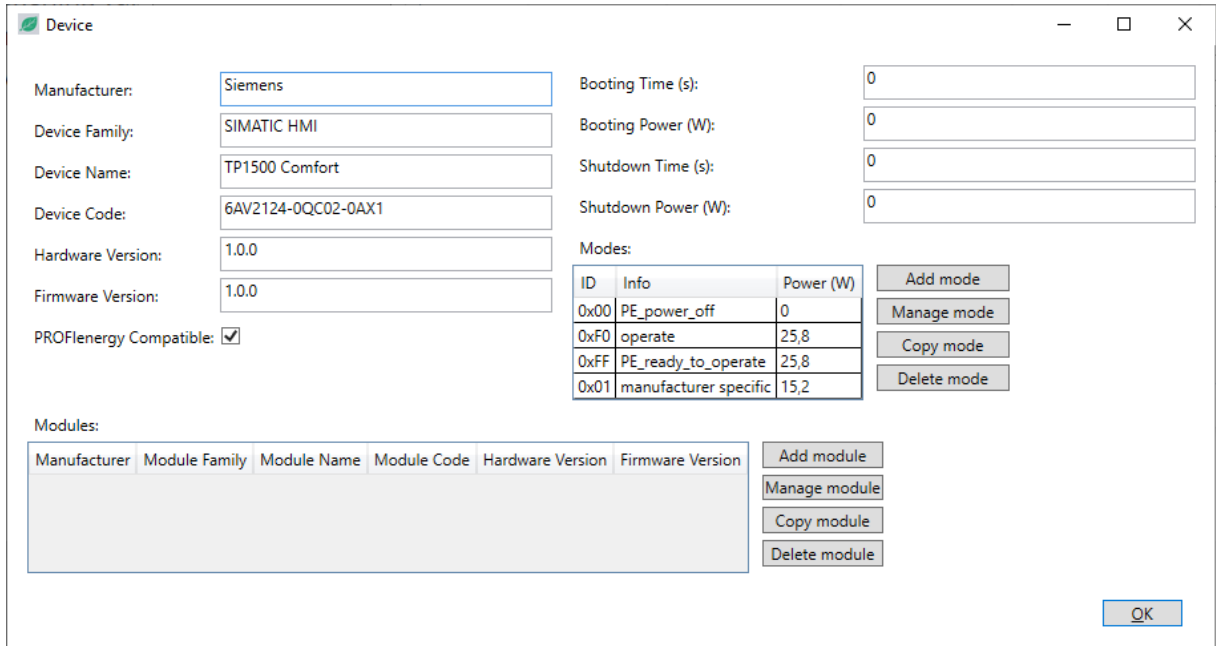 Device
Manufacturer: Siemens
Device Family: SIMATIC HMI
Device Name: TP1500 Comfort
Device Code: 6AV2124-0QC02-0AX1
Hardware Version: 1.0.0
Firmware Version: 1.0.0
PROFIenergy Compatible:
Booting Time (s): 0
Booting Power (W): 0
Shutdown Time (s): 0
Shutdown Power (W): 0
Modes:
ID Info Power (W)
0x00 PE_power_off 0
0xF0 operate 25,8
0xFF PE_ready_to_operate 25,8
0x01 manufacturer specific 15,2
Add mode
Manage mode
Copy mode
Delete mode
Modules:
Manufacturer Module Family Module Name Module Code Hardware Version Firmware Version
Add module
Manage module
Copy module
Delete module
OK